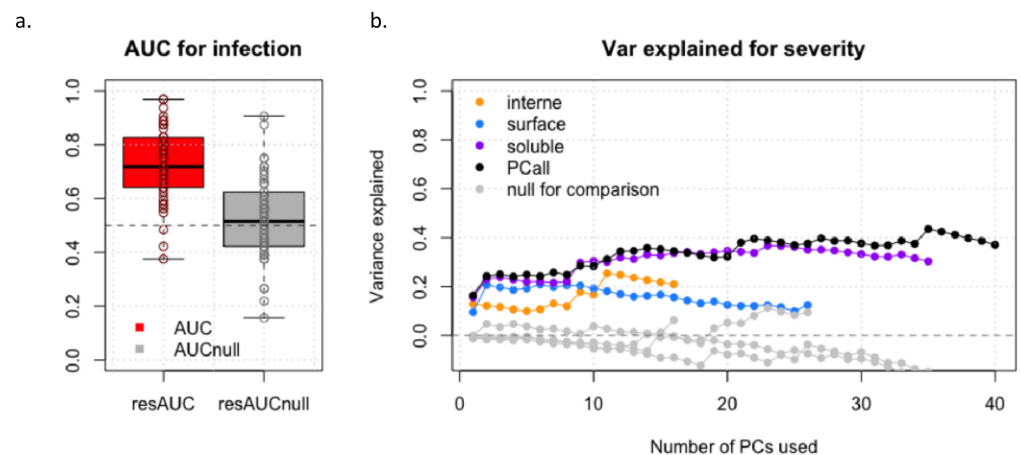 a.
AUC for infection
1.0
0.8
0.6
0.4
0.2
0.0
AUC
AUCnull
resAUC
resAUCnull
b.
Var explained for severity
Variance explained
1.0
0.8
0.6
0.4
0.2
0.0
interne
surface
soluble
PCall
null for comparison
0
10
20
30
40
Number of PCs used